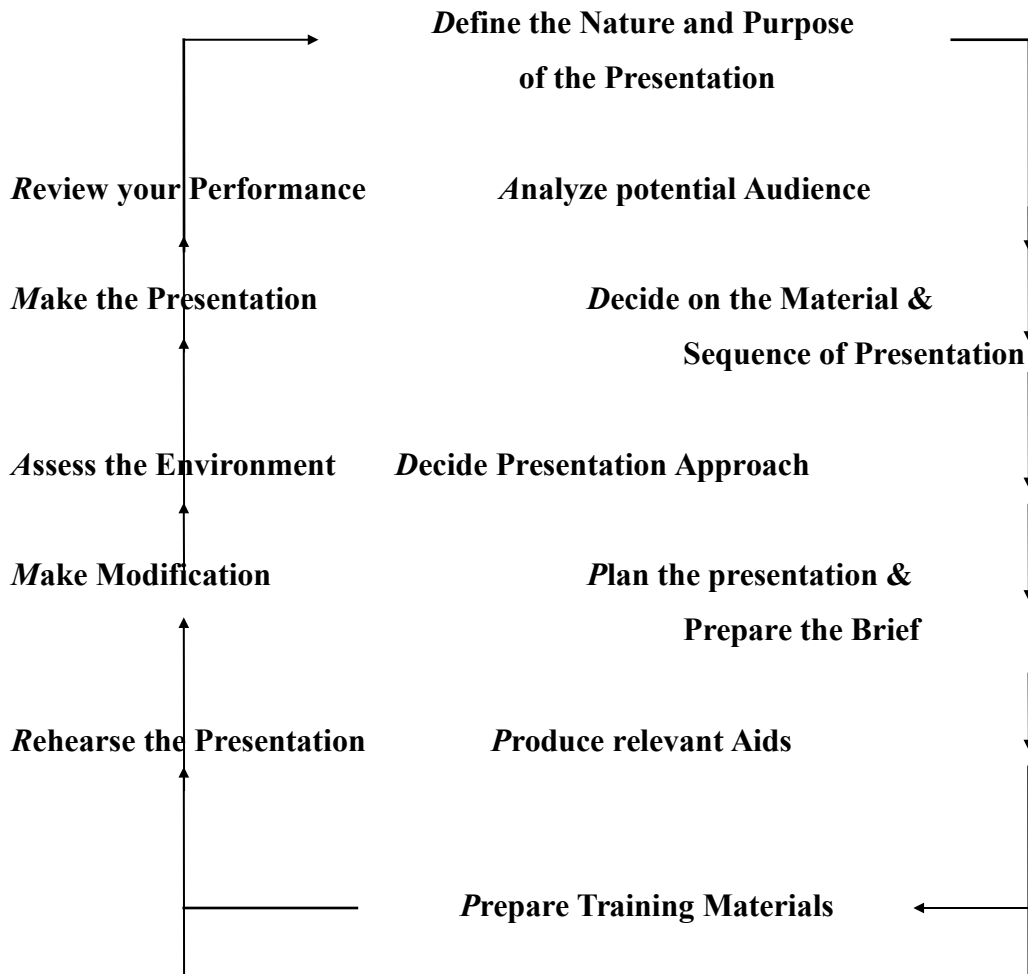 Define the Nature and Purpose
of the Presentation
Review your Performance
Analyze potential Audience
Make the Presentation
Decide on the Material &
Sequence of Presentation
Assess the Environment
Decide Presentation Approach
Make Modification
Plan the presentation &
Prepare the Brief
Rehearse the Presentation
Produce relevant Aids
Prepare Training Materials